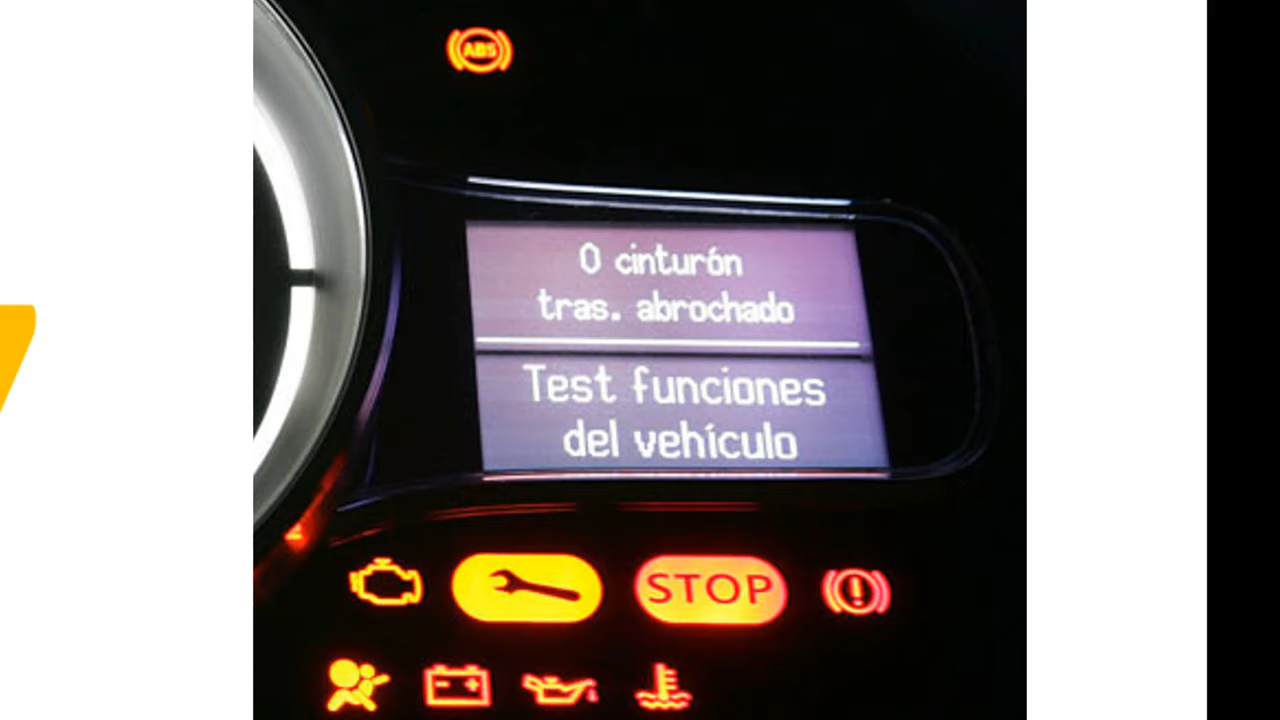 ABS
0 cinturón
tras. abrochado
Test funciones
del vehículo
STOP